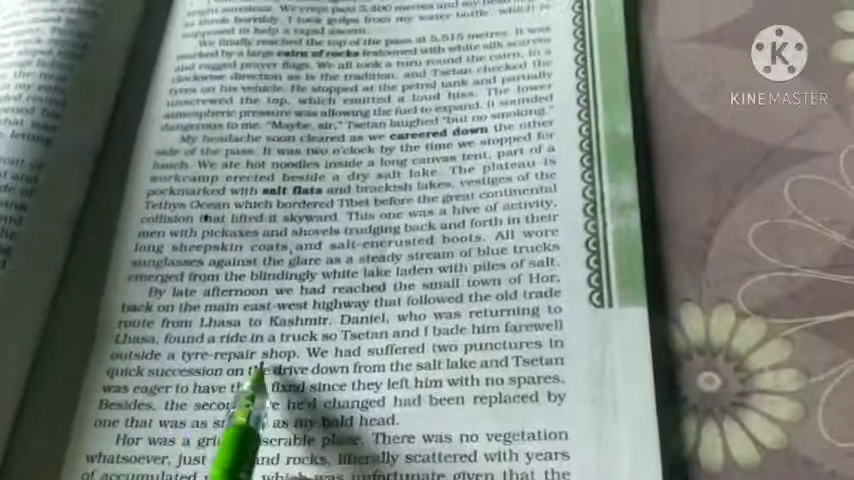 to throb horribly. I took gulps from my water bottle, which is
supposed to help a rapid ascent.
We finally reached the top of the pass at 5,515 metres. It was
marked by a large cairn of rocks festooned with white silk scarves
and ragged prayer flags. We all took a turn round the cairn, in a
clockwise direction as is the tradition, and Tsetan checked the
tyres on his vehicle. He stopped at the petrol tank and partially
unscrewed the top, which emitted a loud hiss. The lower
atmospheric pressure was allowing the fuel to expand. It sounded
dangerous to me. "Maybe, sir," Tsetan laughed "but no smoking."
My headache soon cleared as we careered down the other
side of the pass. It was two o'clock by the time we stopped for
lunch. We ate hot noodles inside a long canvas tent, part of a
workcamp erected beside a dry salt lake. The plateau is
pockmarked with salt flats and brackish lakes, vestiges of the
Tethys Ocean which bordered Tibet before the great continental
collision that lifted it skyward. This one was a hive of activity,
men with pickaxes and shovels trudging back and forth in their
long sheepskin coats and salt-encrusted boots. All wore
sunglasses against the glare as a steady stream of blue trucks
emerged from the blindingly white lake laden with piles of salt.
By late afternoon we had reached the small town of Hor,
back on the main east-west highway that followed the old trade
route from Lhasa to Kashmir. Daniel, who was returning to
Lhasa, found a ride in a truck so Tsetan and I bade him farewell
outside a tyre-repair shop. We had suffered two punctures in
quick succession on the drive down from the salt lake and Tsetan
was eager to have fixed since they left him with no spares.
Besides, the he'd changed had been replaced by
one that was as as my bald head.
Hor was a miserable place. There was no vegetation
whatsoever, just and rocks, liberally scattered with years
of accumulated which was unfortunate given that the
KINEMASTER